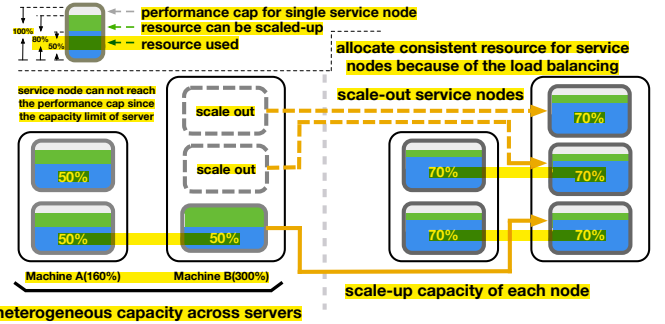 performance cap for single service node
resource can be scaled-up
resource used
100%
80%
50%
allocate consistent resource for service
nodes because of the load balancing
service node can not reach
the performance cap since
the capacity limit of server
scale out
scale-out service nodes
70%
scale out
50%
70%
70%
50%
50%
70%
70%
Machine A(160%)
Machine B(300%)
scale-up capacity of each node
heterogeneous capacity across servers